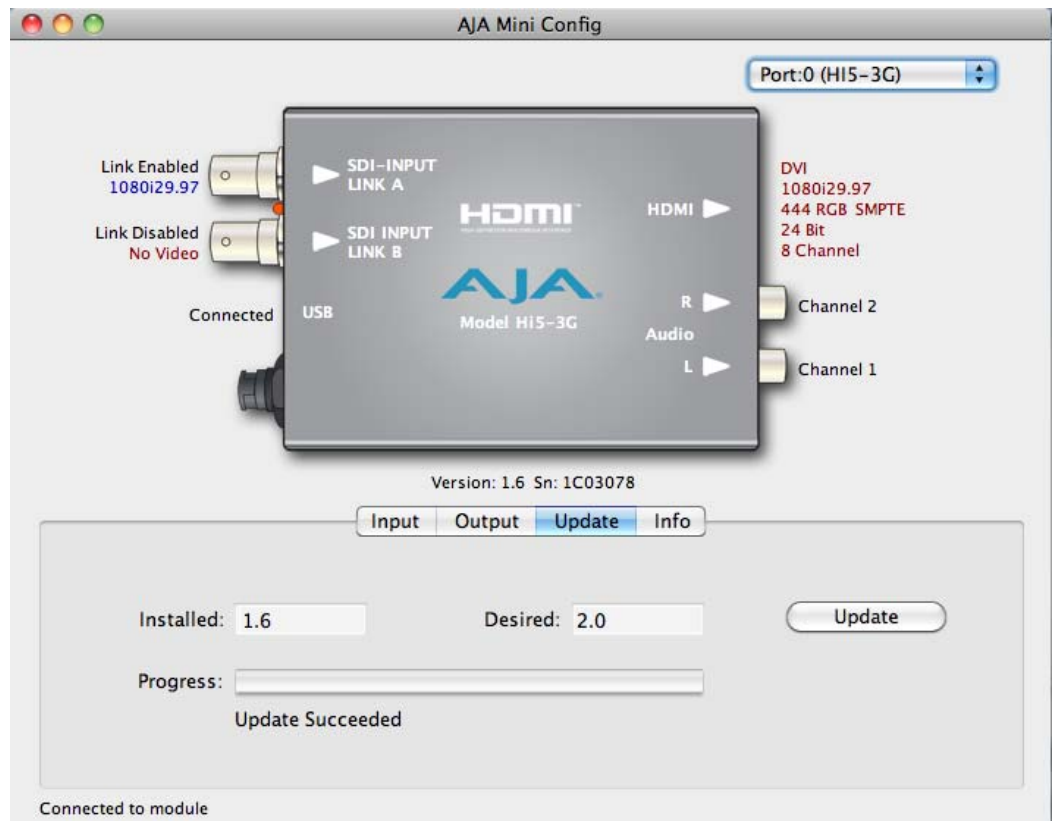 AJA Mini Config
Port:0 (HI5-3G)
Link Enabled
1080i29.97
Link Disabled
No Video
Connected
SDI-INPUT
LINK A
SDI INPUT
LINK B
USB
HDMI
AJA
Model Hi5-3G
HDMI
R
Audio
L
DVI
1080i29.97
444 RGB SMPTE
24 Bit
8 Channel
Channel 2
Channel 1
Version: 1.6 Sn: 1C03078
Input Output Update Info
Installed: 1.6 Desired: 2.0 Update
Progress:
Update Succeeded
Connected to module